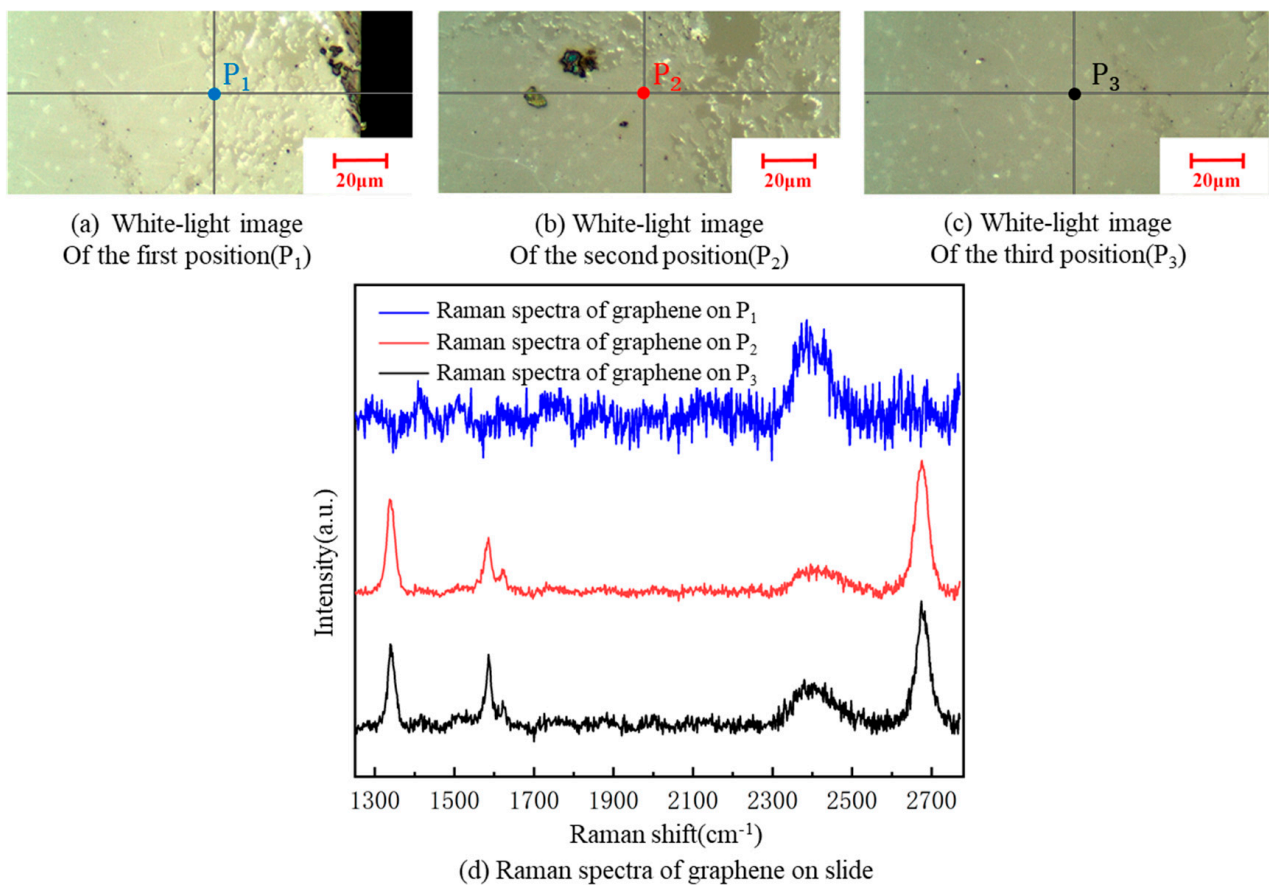 P₁
20μm
P₂
20μm
P₃
20μm
(a) White-light image
Of the first position(P₁)
(b) White-light image
Of the second position(P₂)
(c) White-light image
Of the third position(P₃)
Raman spectra of graphene on P₁
Raman spectra of graphene on P₂
Raman spectra of graphene on P₃
Intensity(a.u.)
1300 1500 1700 1900 2100 2300 2500 2700
Raman shift(cm⁻¹)
(d) Raman spectra of graphene on slide